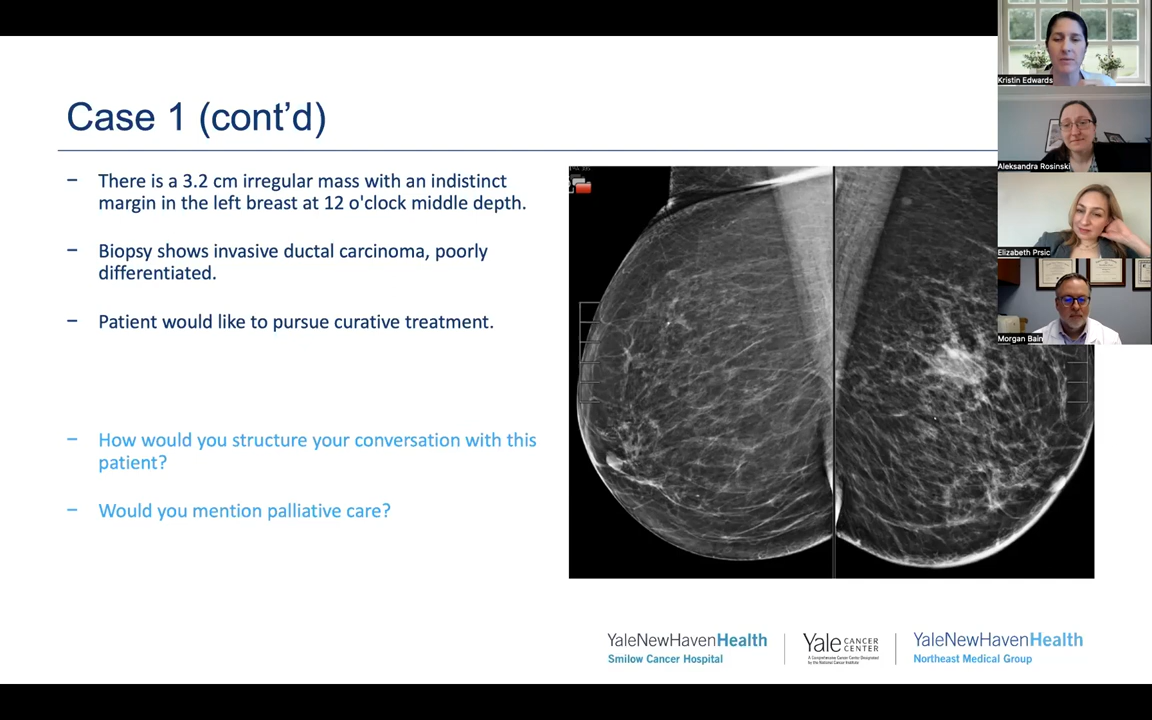 Case 1 (cont'd)
– There is a 3.2 cm irregular mass with an indistinct
margin in the left breast at 12 o'clock middle depth.
– Biopsy shows invasive ductal carcinoma, poorly
differentiated.
– Patient would like to pursue curative treatment.
– How would you structure your conversation with this
patient?
– Would you mention palliative care?
Kristin Edwards
Aleksandra Rosinski
Elizabeth Prsic
Morgan Bain
YaleNewHavenHealth
Smilow Cancer Hospital
Yale CANCER
CENTER
A Comprehensive Cancer Center Designated
by the National Cancer Institute
YaleNewHavenHealth
Northeast Medical Group